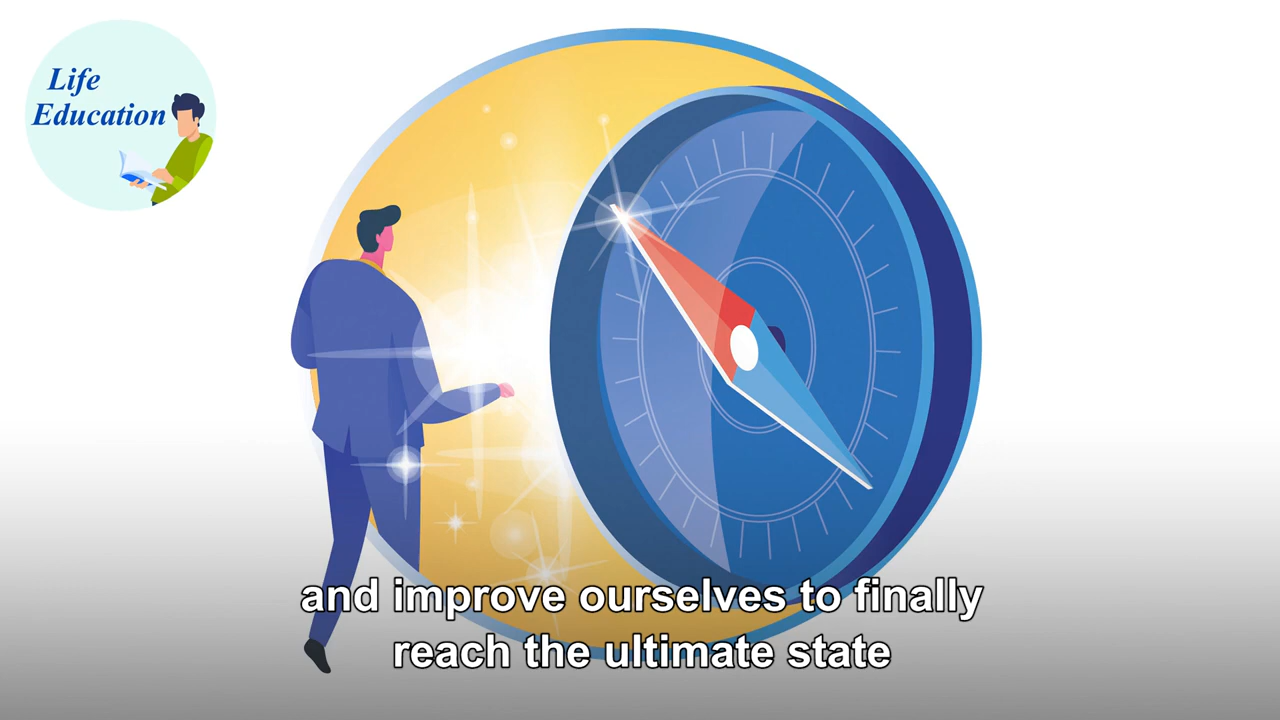 Life
Education
and improve ourselves to finally
reach the ultimate state